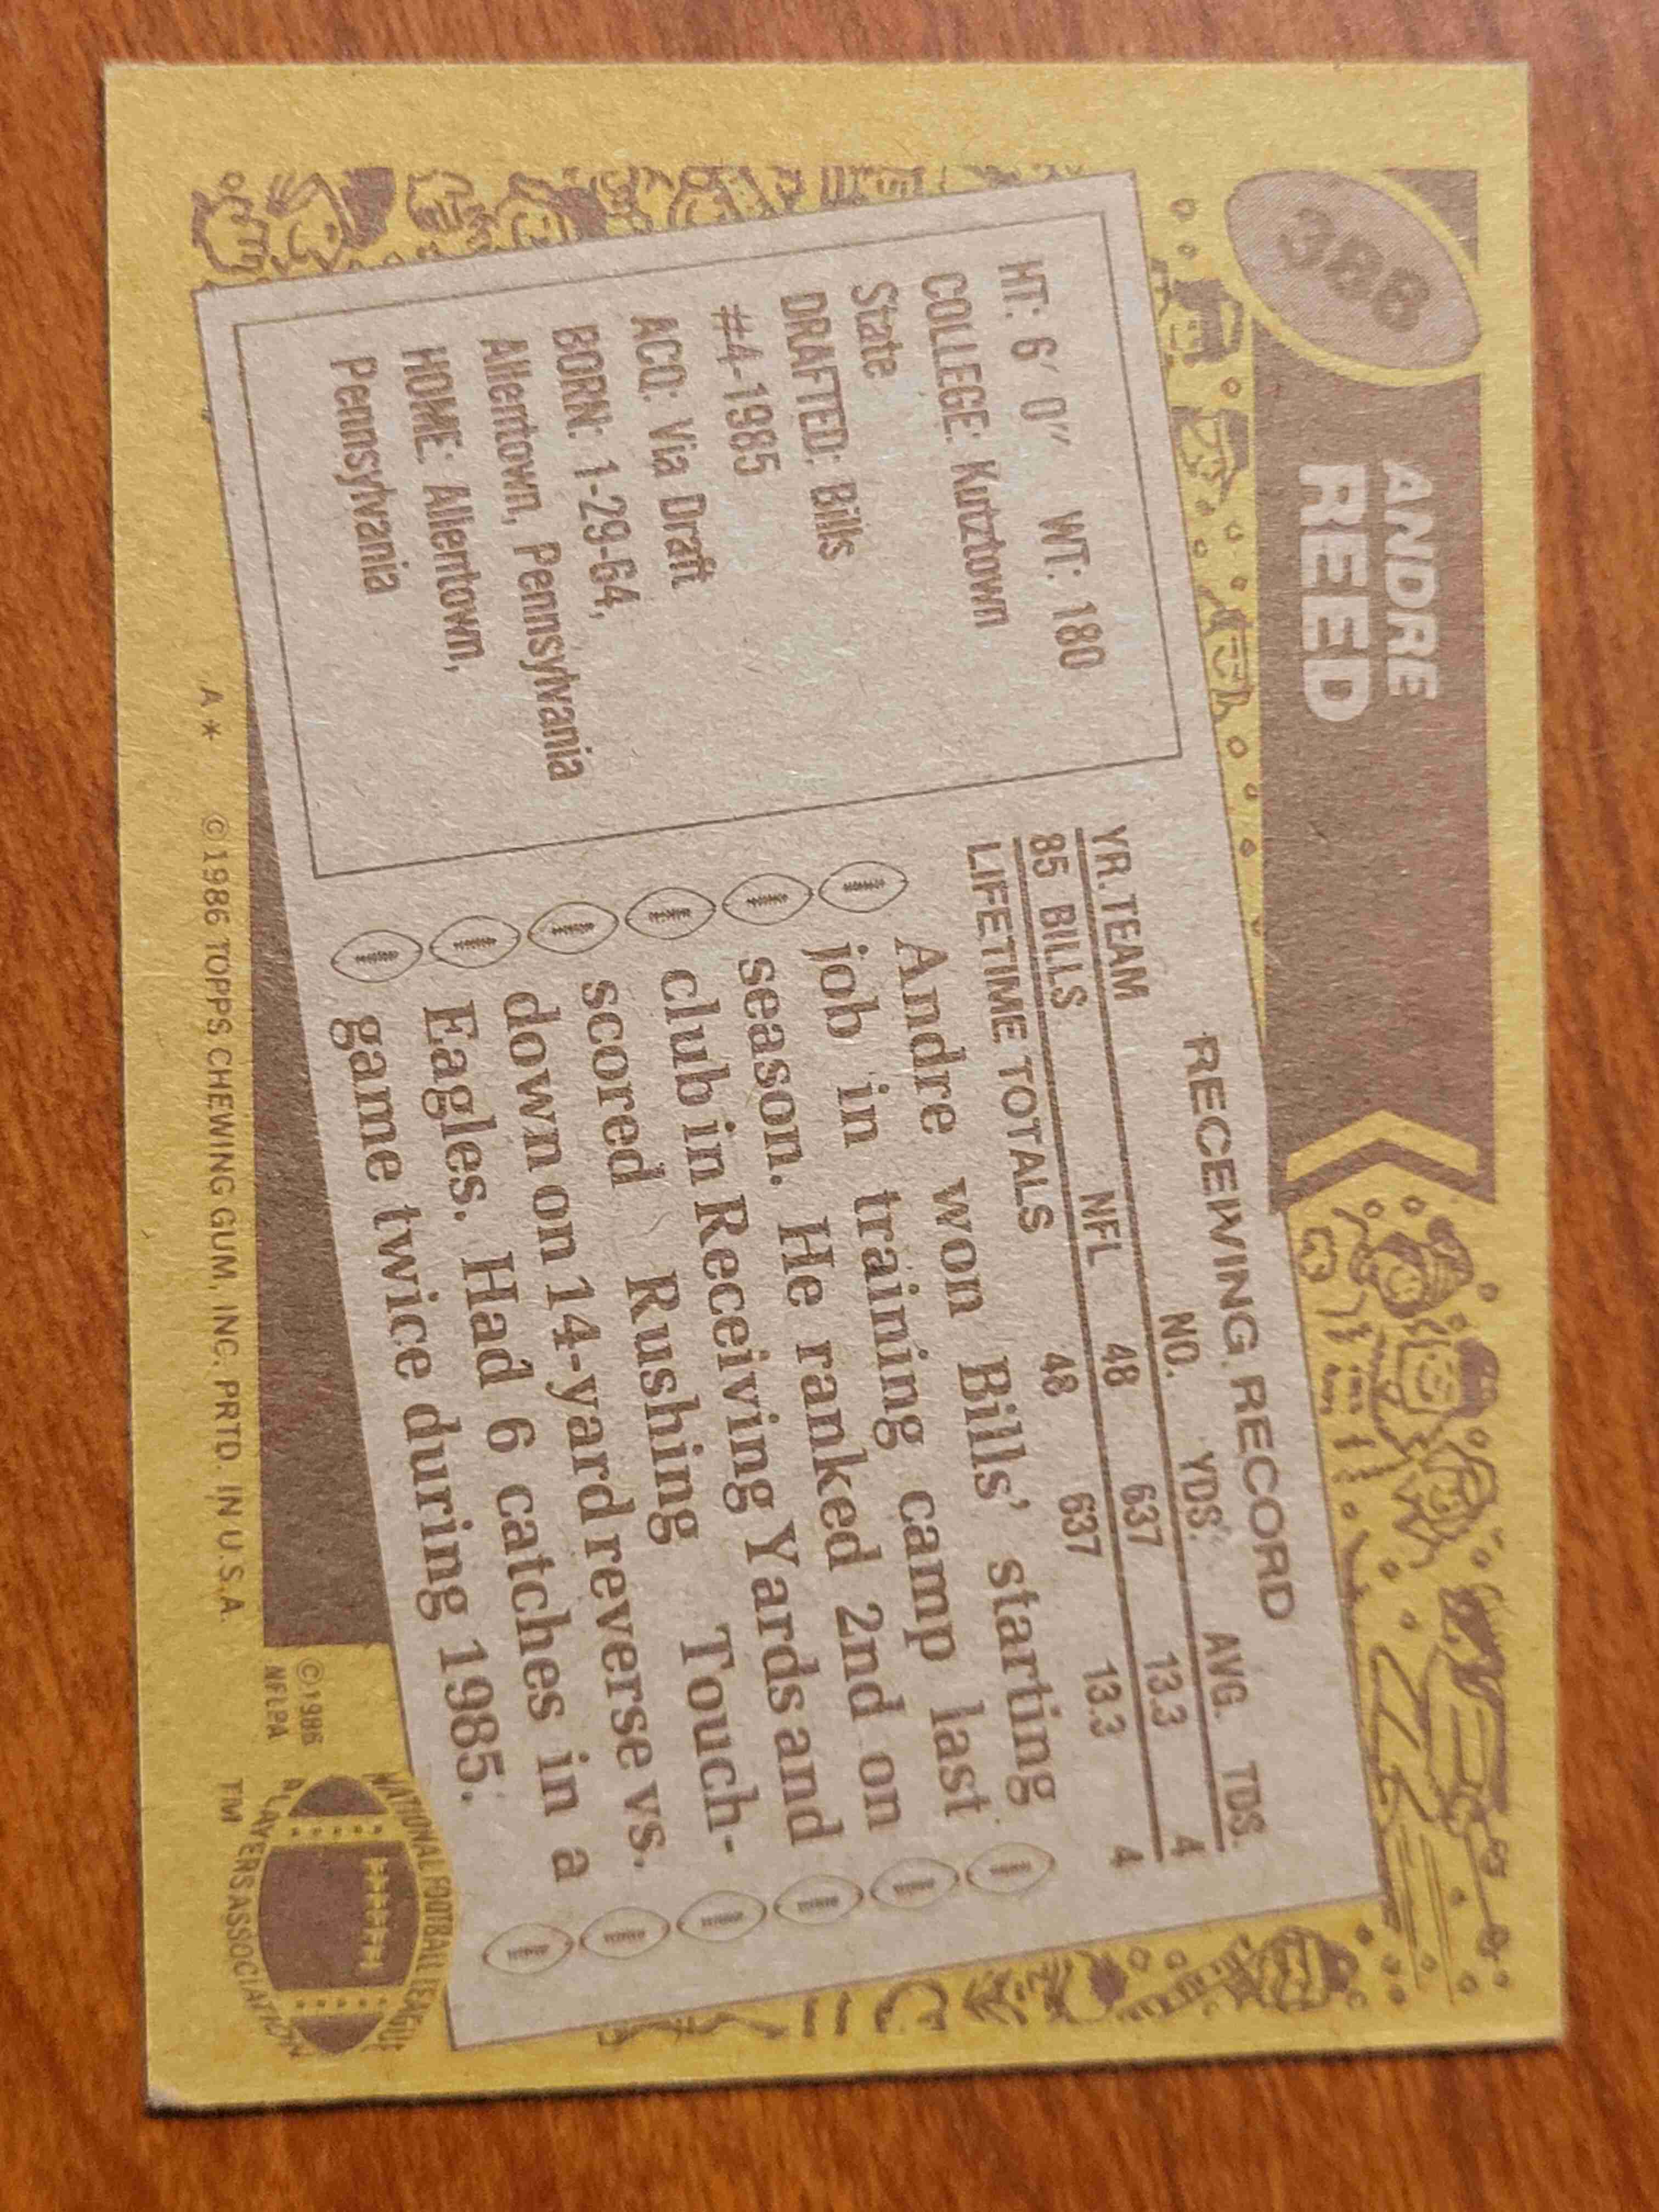 388
ANDRE
REED
HT: 6' 0" WT: 180
COLLEGE: Kutztown
State
DRAFTED: Bills
#4-1985
ACQ: Via Draft
BORN: 1-29-64,
Allentown, Pennsylvania
HOME: Allentown,
Pennsylvania
RECEIVING RECORD
YR. TEAM NO. YDS. AVG. TDS.
85 BILLS NFL 48 637 13.3 4
LIFETIME TOTALS 48 637 13.3 4
Andre won Bills' starting
job in training camp last
season. He ranked 2nd on
club in Receiving Yards and
scored Rushing Touch-
down on 14-yard reverse vs.
Eagles. Had 6 catches in a
game twice during 1985.
A* © 1986 TOPPS CHEWING GUM, INC. PRTD. IN U.S.A.
© 1986
NFLPA
NATIONAL FOOTBALL LEAGUE
PLAYERS ASSOCIATION
TM